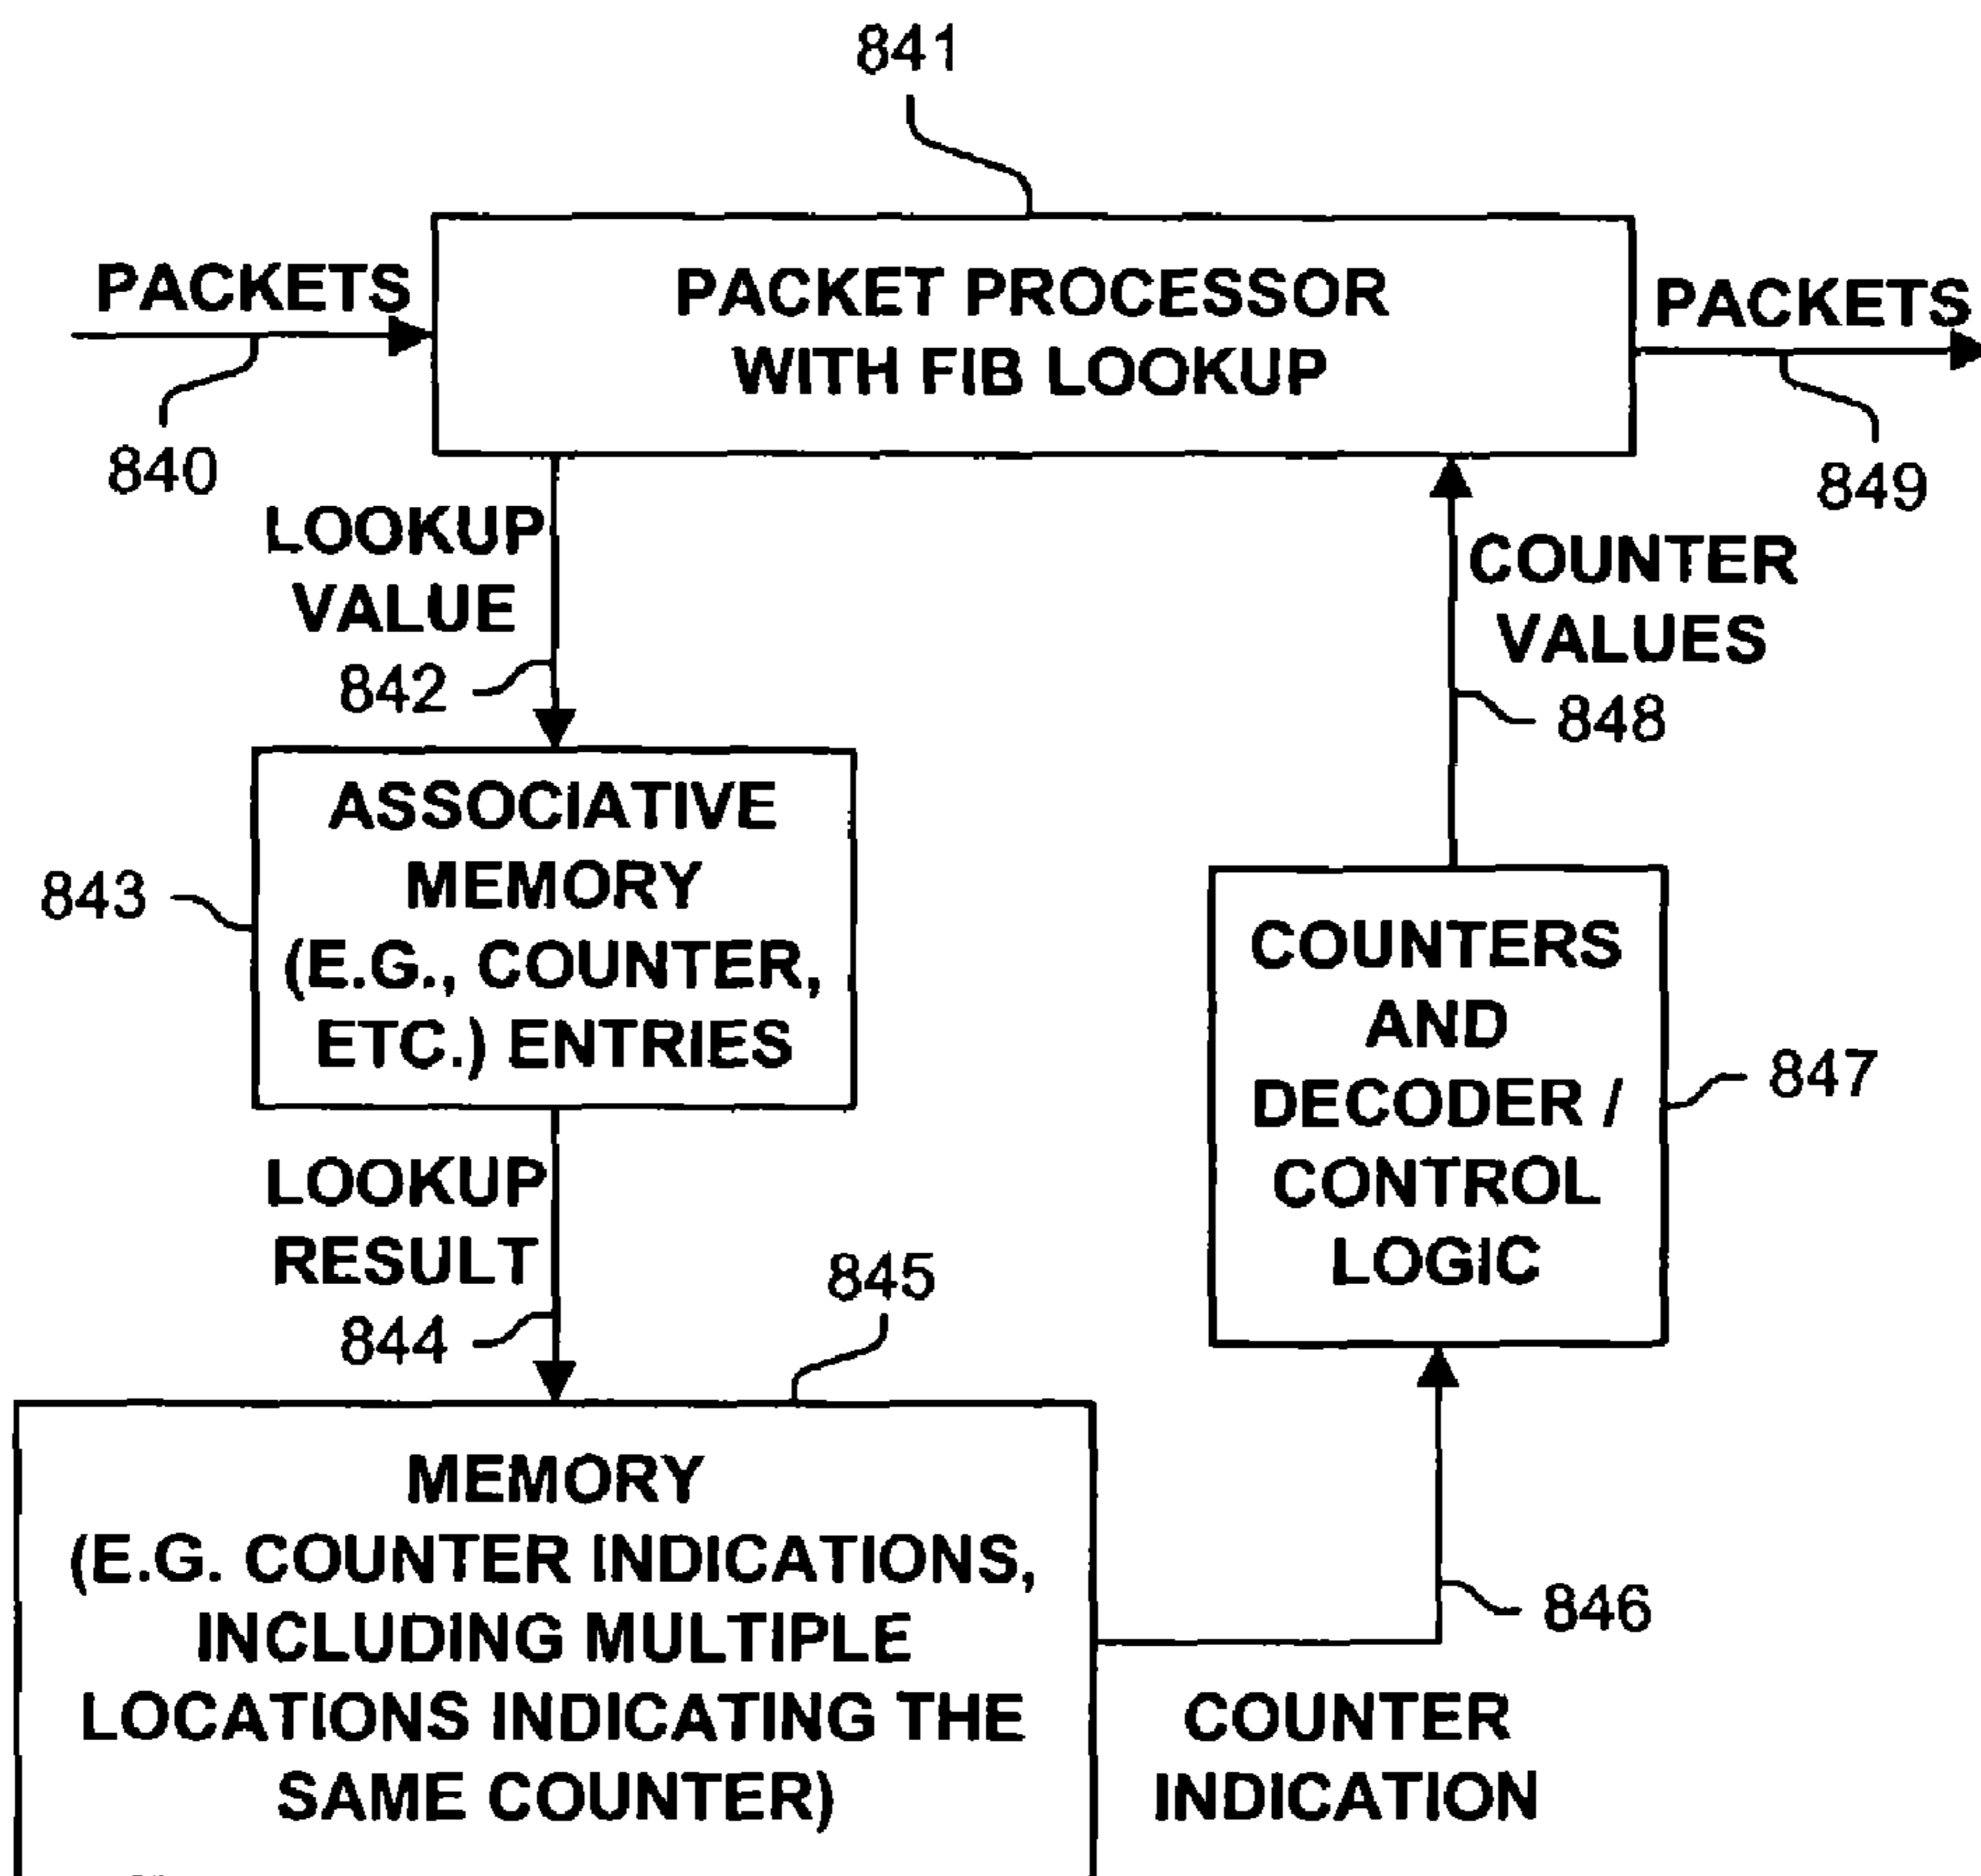 841
PACKETS
PACKET PROCESSOR
WITH FIB LOOKUP
PACKETS
840
849
LOOKUP
VALUE
842
COUNTER
VALUES
848
843
ASSOCIATIVE
MEMORY
(E.G., COUNTER,
ETC.) ENTRIES
COUNTERS
AND
DECODER /
CONTROL
LOGIC
847
LOOKUP
RESULT
844
845
MEMORY
(E.G. COUNTER INDICATIONS,
INCLUDING MULTIPLE
LOCATIONS INDICATING THE
SAME COUNTER)
846
COUNTER
INDICATION